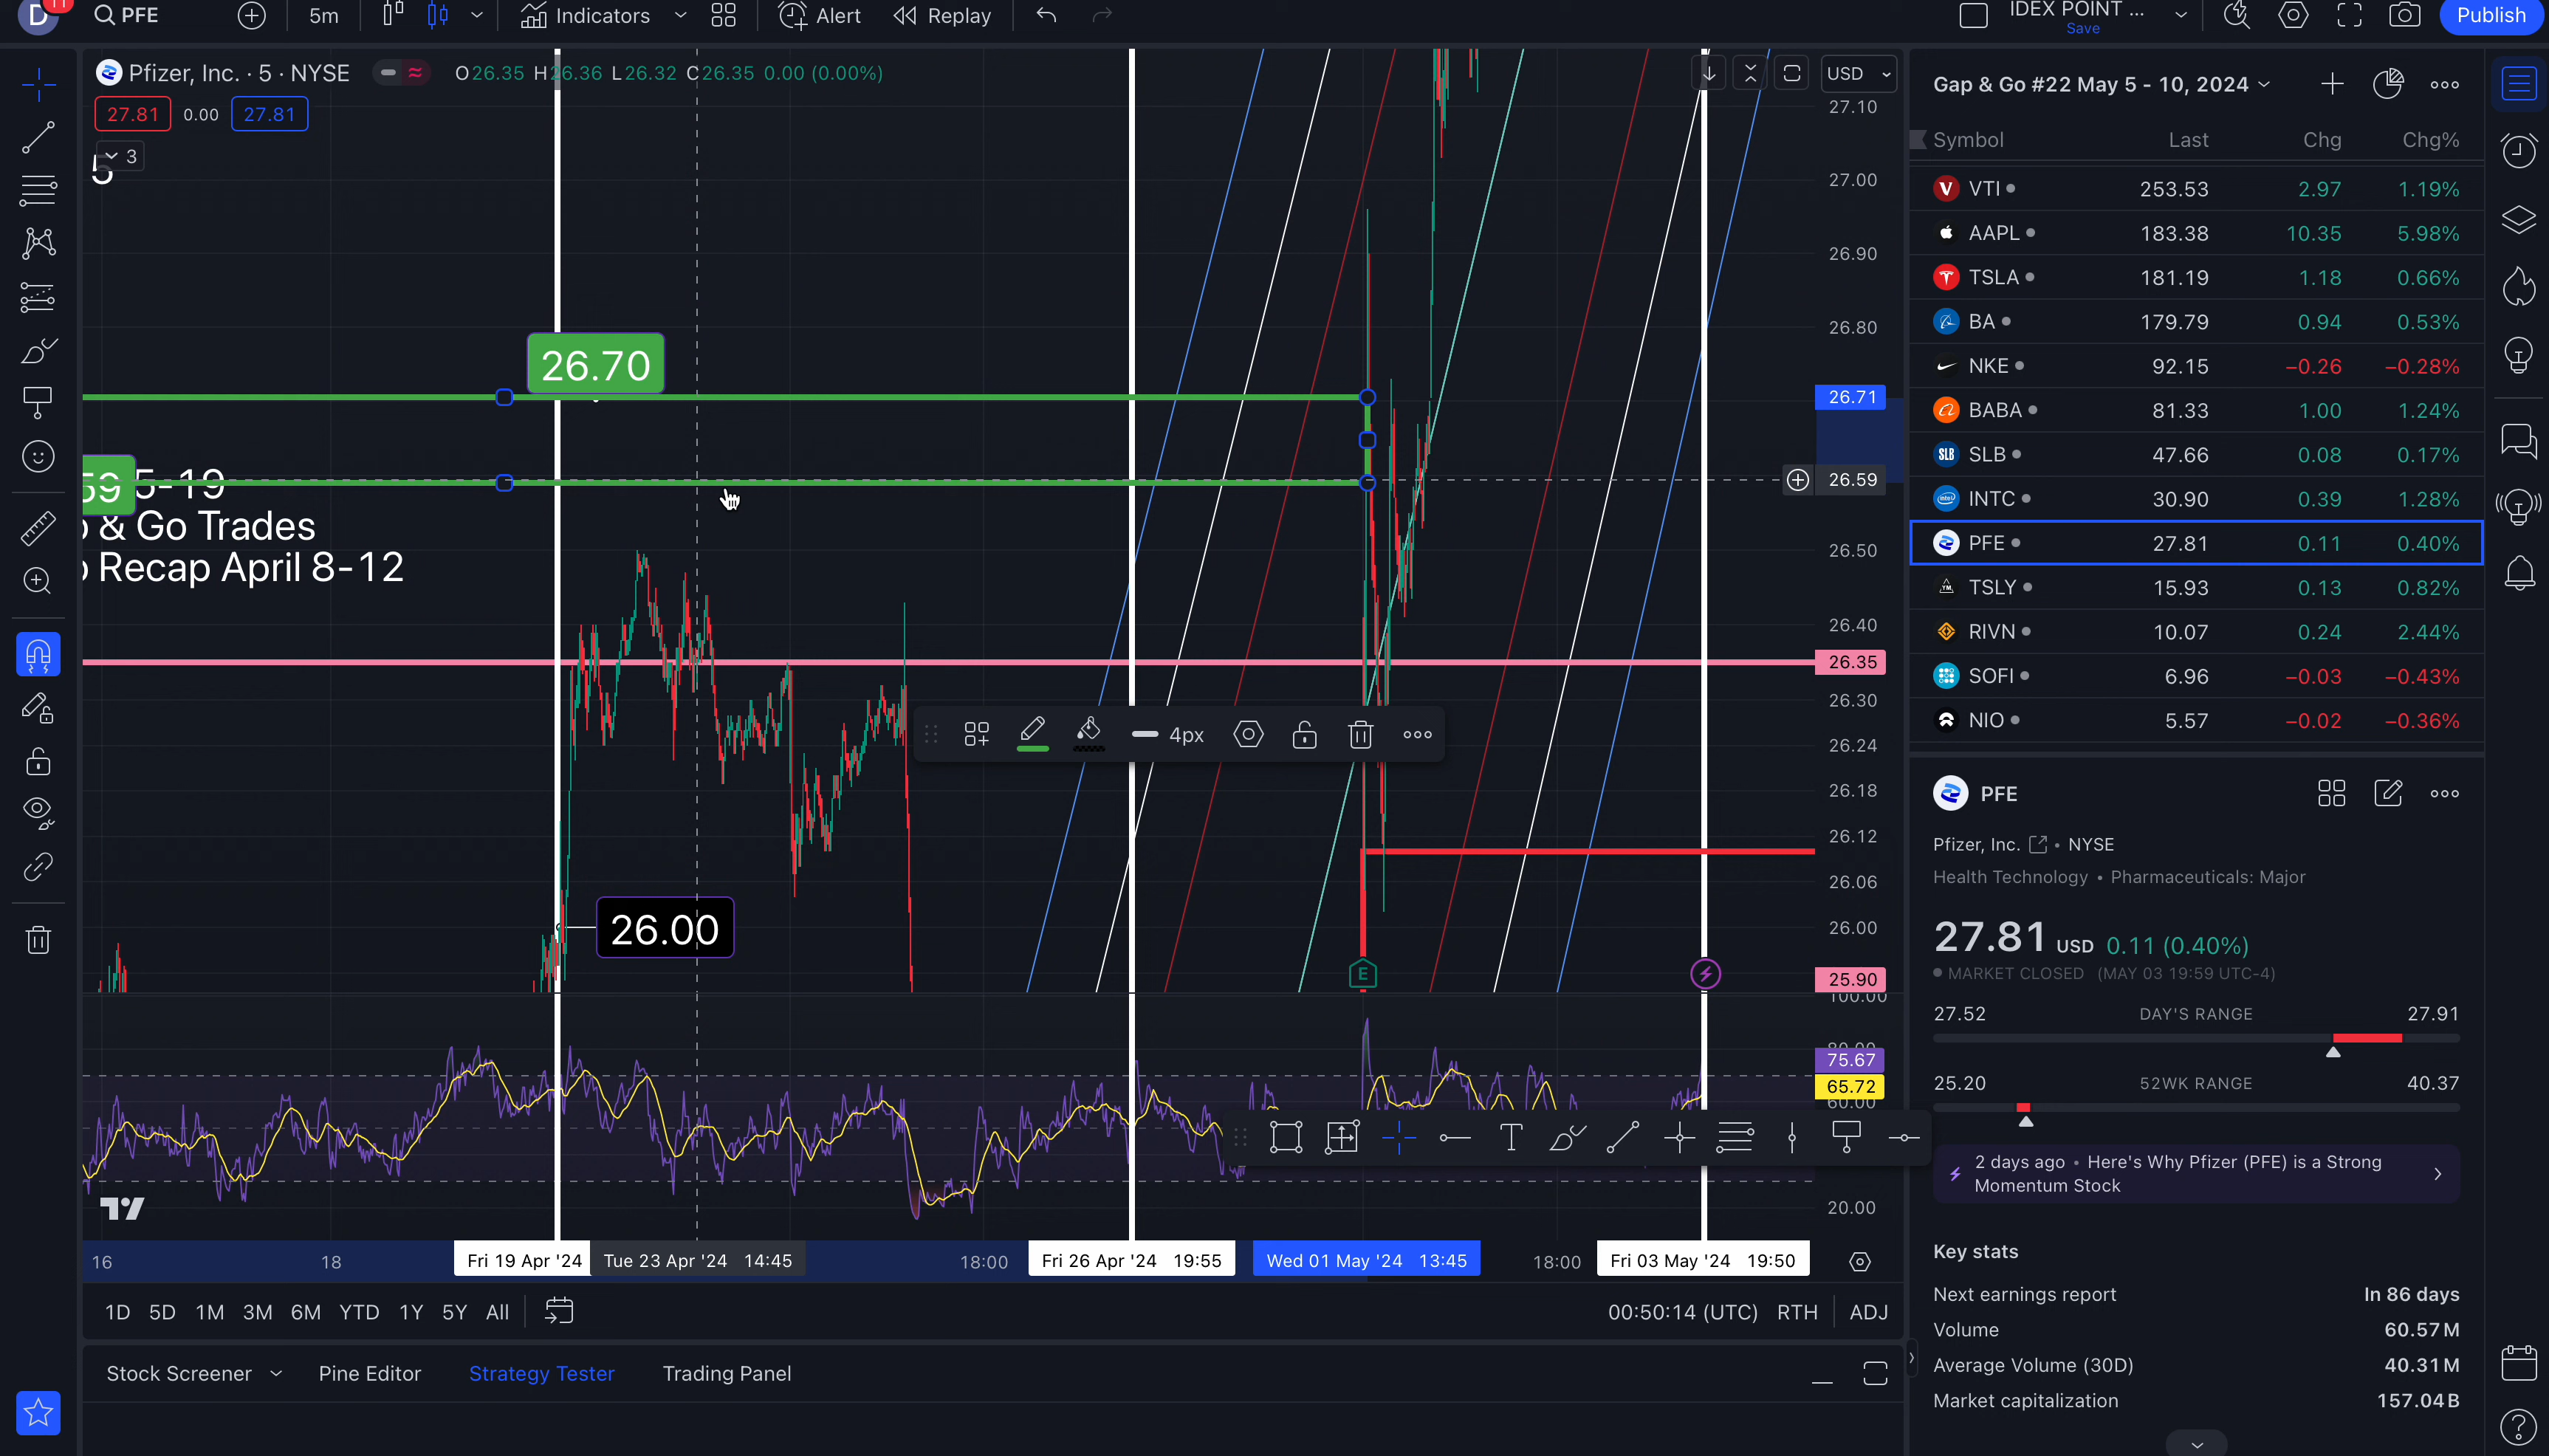 D 11 PFE 5m Indicators Alert Replay IDEX POINT ... Save Publish
Pfizer, Inc. · 5 · NYSE O26.35 H26.36 L26.32 C26.35 0.00 (0.00%) USD
27.81 0.00 27.81
3
5
27.10
27.00
26.90
26.80
26.70
26.71
59 5-19
26.59
& Go Trades
Recap April 8-12
26.50
26.40
26.35
26.30
4px
26.24
26.18
26.12
26.06
26.00
26.00
E
25.90
100.00
80.00
75.67
65.72
60.00
T
20.00
16 18 Fri 19 Apr '24 Tue 23 Apr '24 14:45 18:00 Fri 26 Apr '24 19:55 Wed 01 May '24 13:45 18:00 Fri 03 May '24 19:50
1D 5D 1M 3M 6M YTD 1Y 5Y All 00:50:14 (UTC) RTH ADJ
Stock Screener Pine Editor Strategy Tester Trading Panel
Gap & Go #22 May 5 - 10, 2024
Symbol Last Chg Chg%
VTI 253.53 2.97 1.19%
AAPL 183.38 10.35 5.98%
TSLA 181.19 1.18 0.66%
BA 179.79 0.94 0.53%
NKE 92.15 −0.26 −0.28%
BABA 81.33 1.00 1.24%
SLB SLB 47.66 0.08 0.17%
intel INTC 30.90 0.39 1.28%
PFE 27.81 0.11 0.40%
TSLY 15.93 0.13 0.82%
RIVN 10.07 0.24 2.44%
SOFI 6.96 −0.03 −0.43%
NIO 5.57 −0.02 −0.36%
PFE
Pfizer, Inc. • NYSE
Health Technology • Pharmaceuticals: Major
27.81 USD 0.11 (0.40%)
MARKET CLOSED (MAY 03 19:59 UTC-4)
27.52 DAY'S RANGE 27.91
25.20 52WK RANGE 40.37
2 days ago • Here's Why Pfizer (PFE) is a Strong
Momentum Stock
Key stats
Next earnings report In 86 days
Volume 60.57M
Average Volume (30D) 40.31M
Market capitalization 157.04B